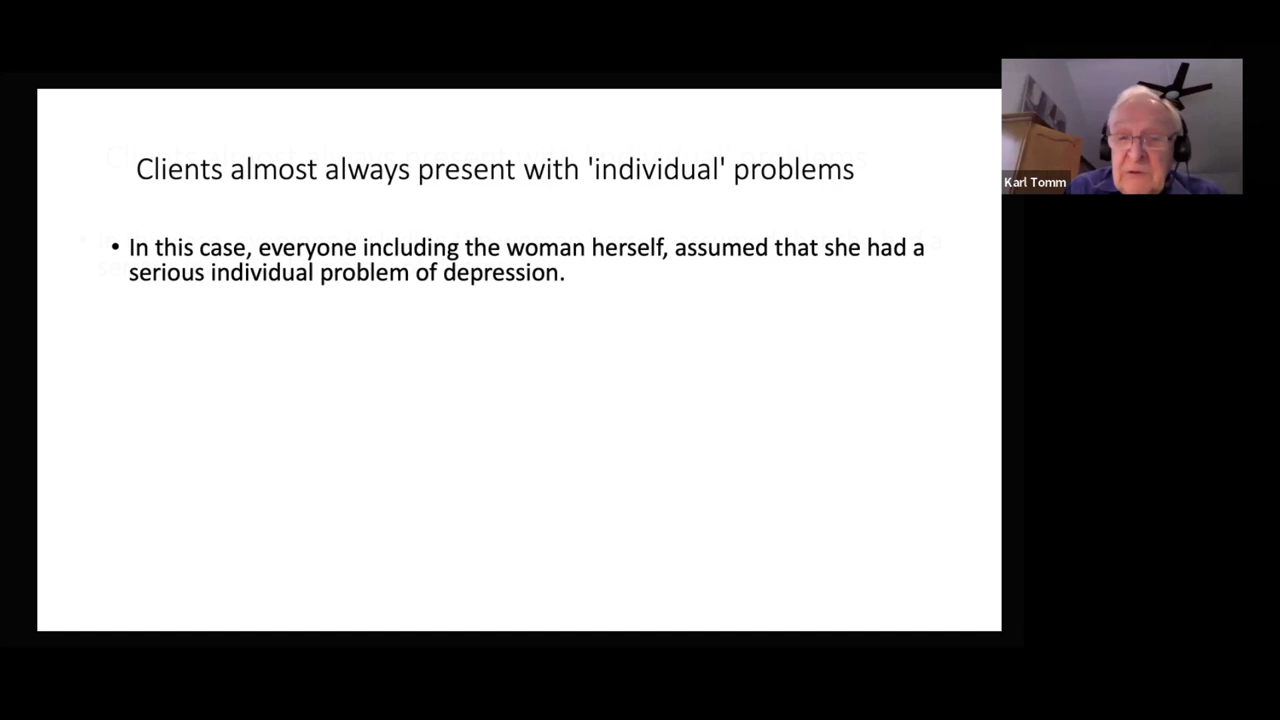 Clients almost always present with 'individual' problems
• In this case, everyone including the woman herself, assumed that she had a
serious individual problem of depression.
Karl Tomm